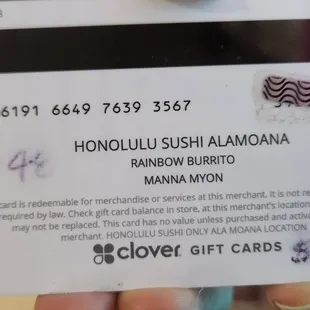 6191 6649 7639 3567
HONOLULU SUSHI ALAMOANA
RAINBOW BURRITO
MANNA MYON
card is redeemable for merchandise or services at this merchant. It is not re
required by law. Check gift card balance in store, at this merchant's location
may not be replaced. This card has no value unless purchased and activa
merchant. HONOLULU SUSHI ONLY ALA MOANA LOCATION
clover GIFT CARDS $